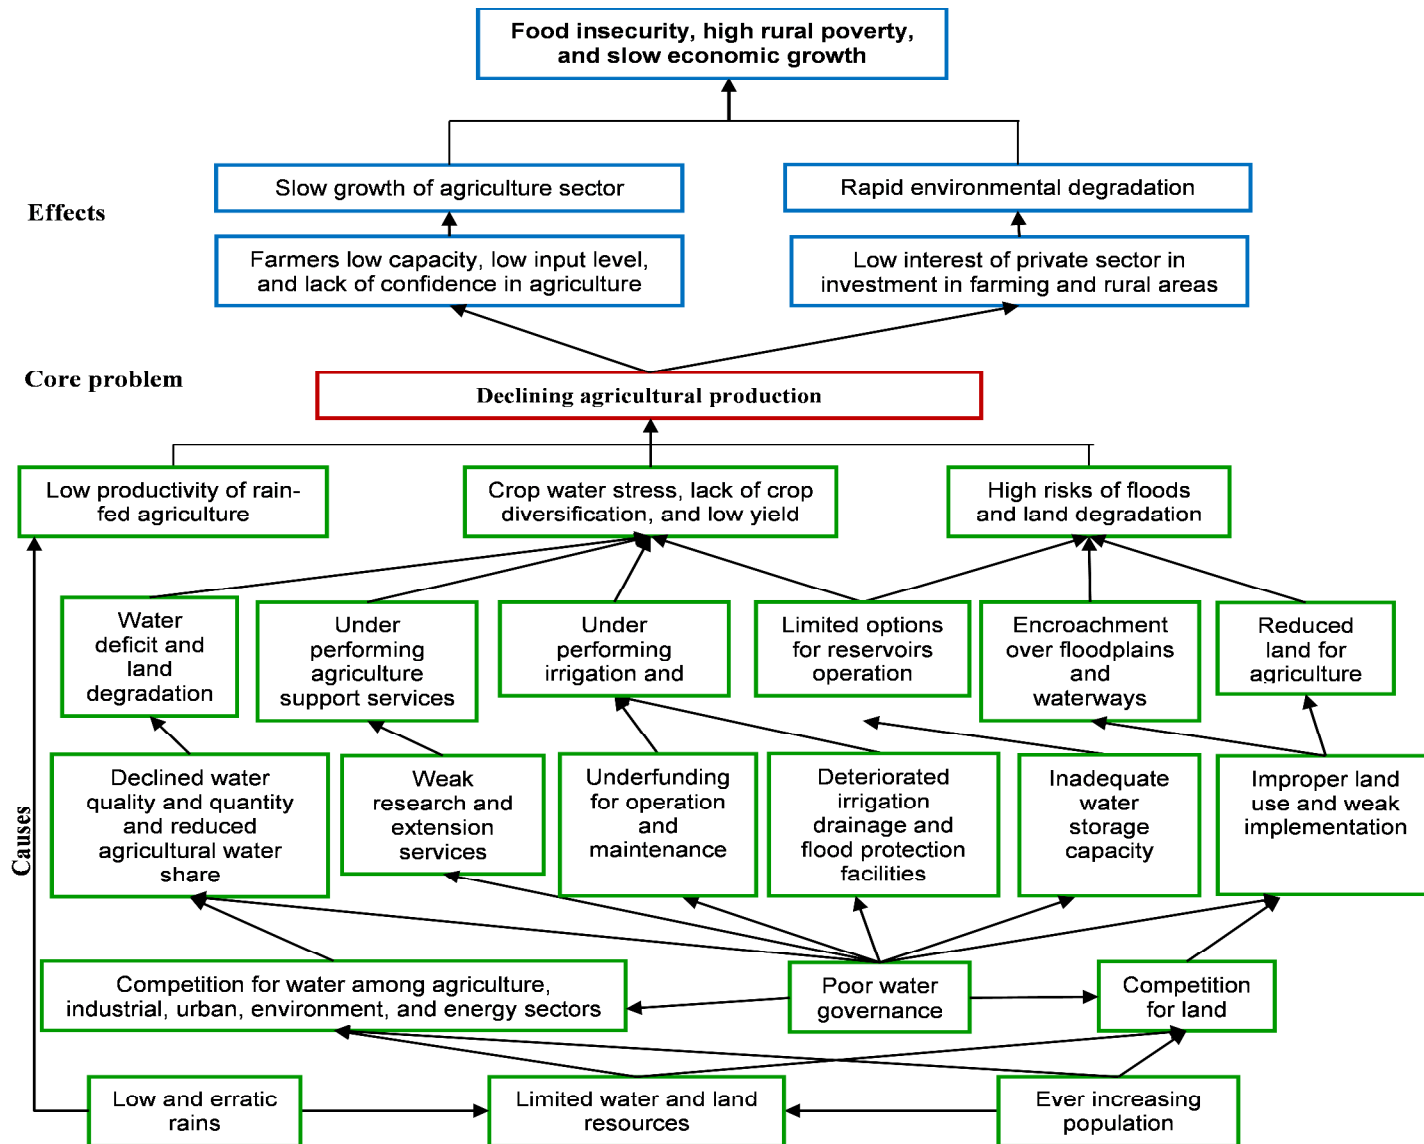 Food insecurity, high rural poverty,
and slow economic growth
Slow growth of agriculture sector
Rapid environmental degradation
Effects
Farmers low capacity, low input level,
and lack of confidence in agriculture
Low interest of private sector in
investment in farming and rural areas
Core problem
Declining agricultural production
Low productivity of rain-
fed agriculture
Crop water stress, lack of crop
diversification, and low yield
High risks of floods
and land degradation
Water
deficit and
land
degradation
Under
performing
agriculture
support services
Under
performing
irrigation and
Limited options
for reservoirs
operation
Encroachment
over floodplains
and
waterways
Reduced
land for
agriculture
Causes
Declined water
quality and quantity
and reduced
agricultural water
share
Weak
research and
extension
services
Underfunding
for operation
and
maintenance
Deteriorated
irrigation
drainage and
flood protection
facilities
Inadequate
water
storage
capacity
Improper land
use and weak
implementation
Competition for water among agriculture,
industrial, urban, environment, and energy sectors
Poor water
governance
Competition
for land
Low and erratic
rains
Limited water and land
resources
Ever increasing
population